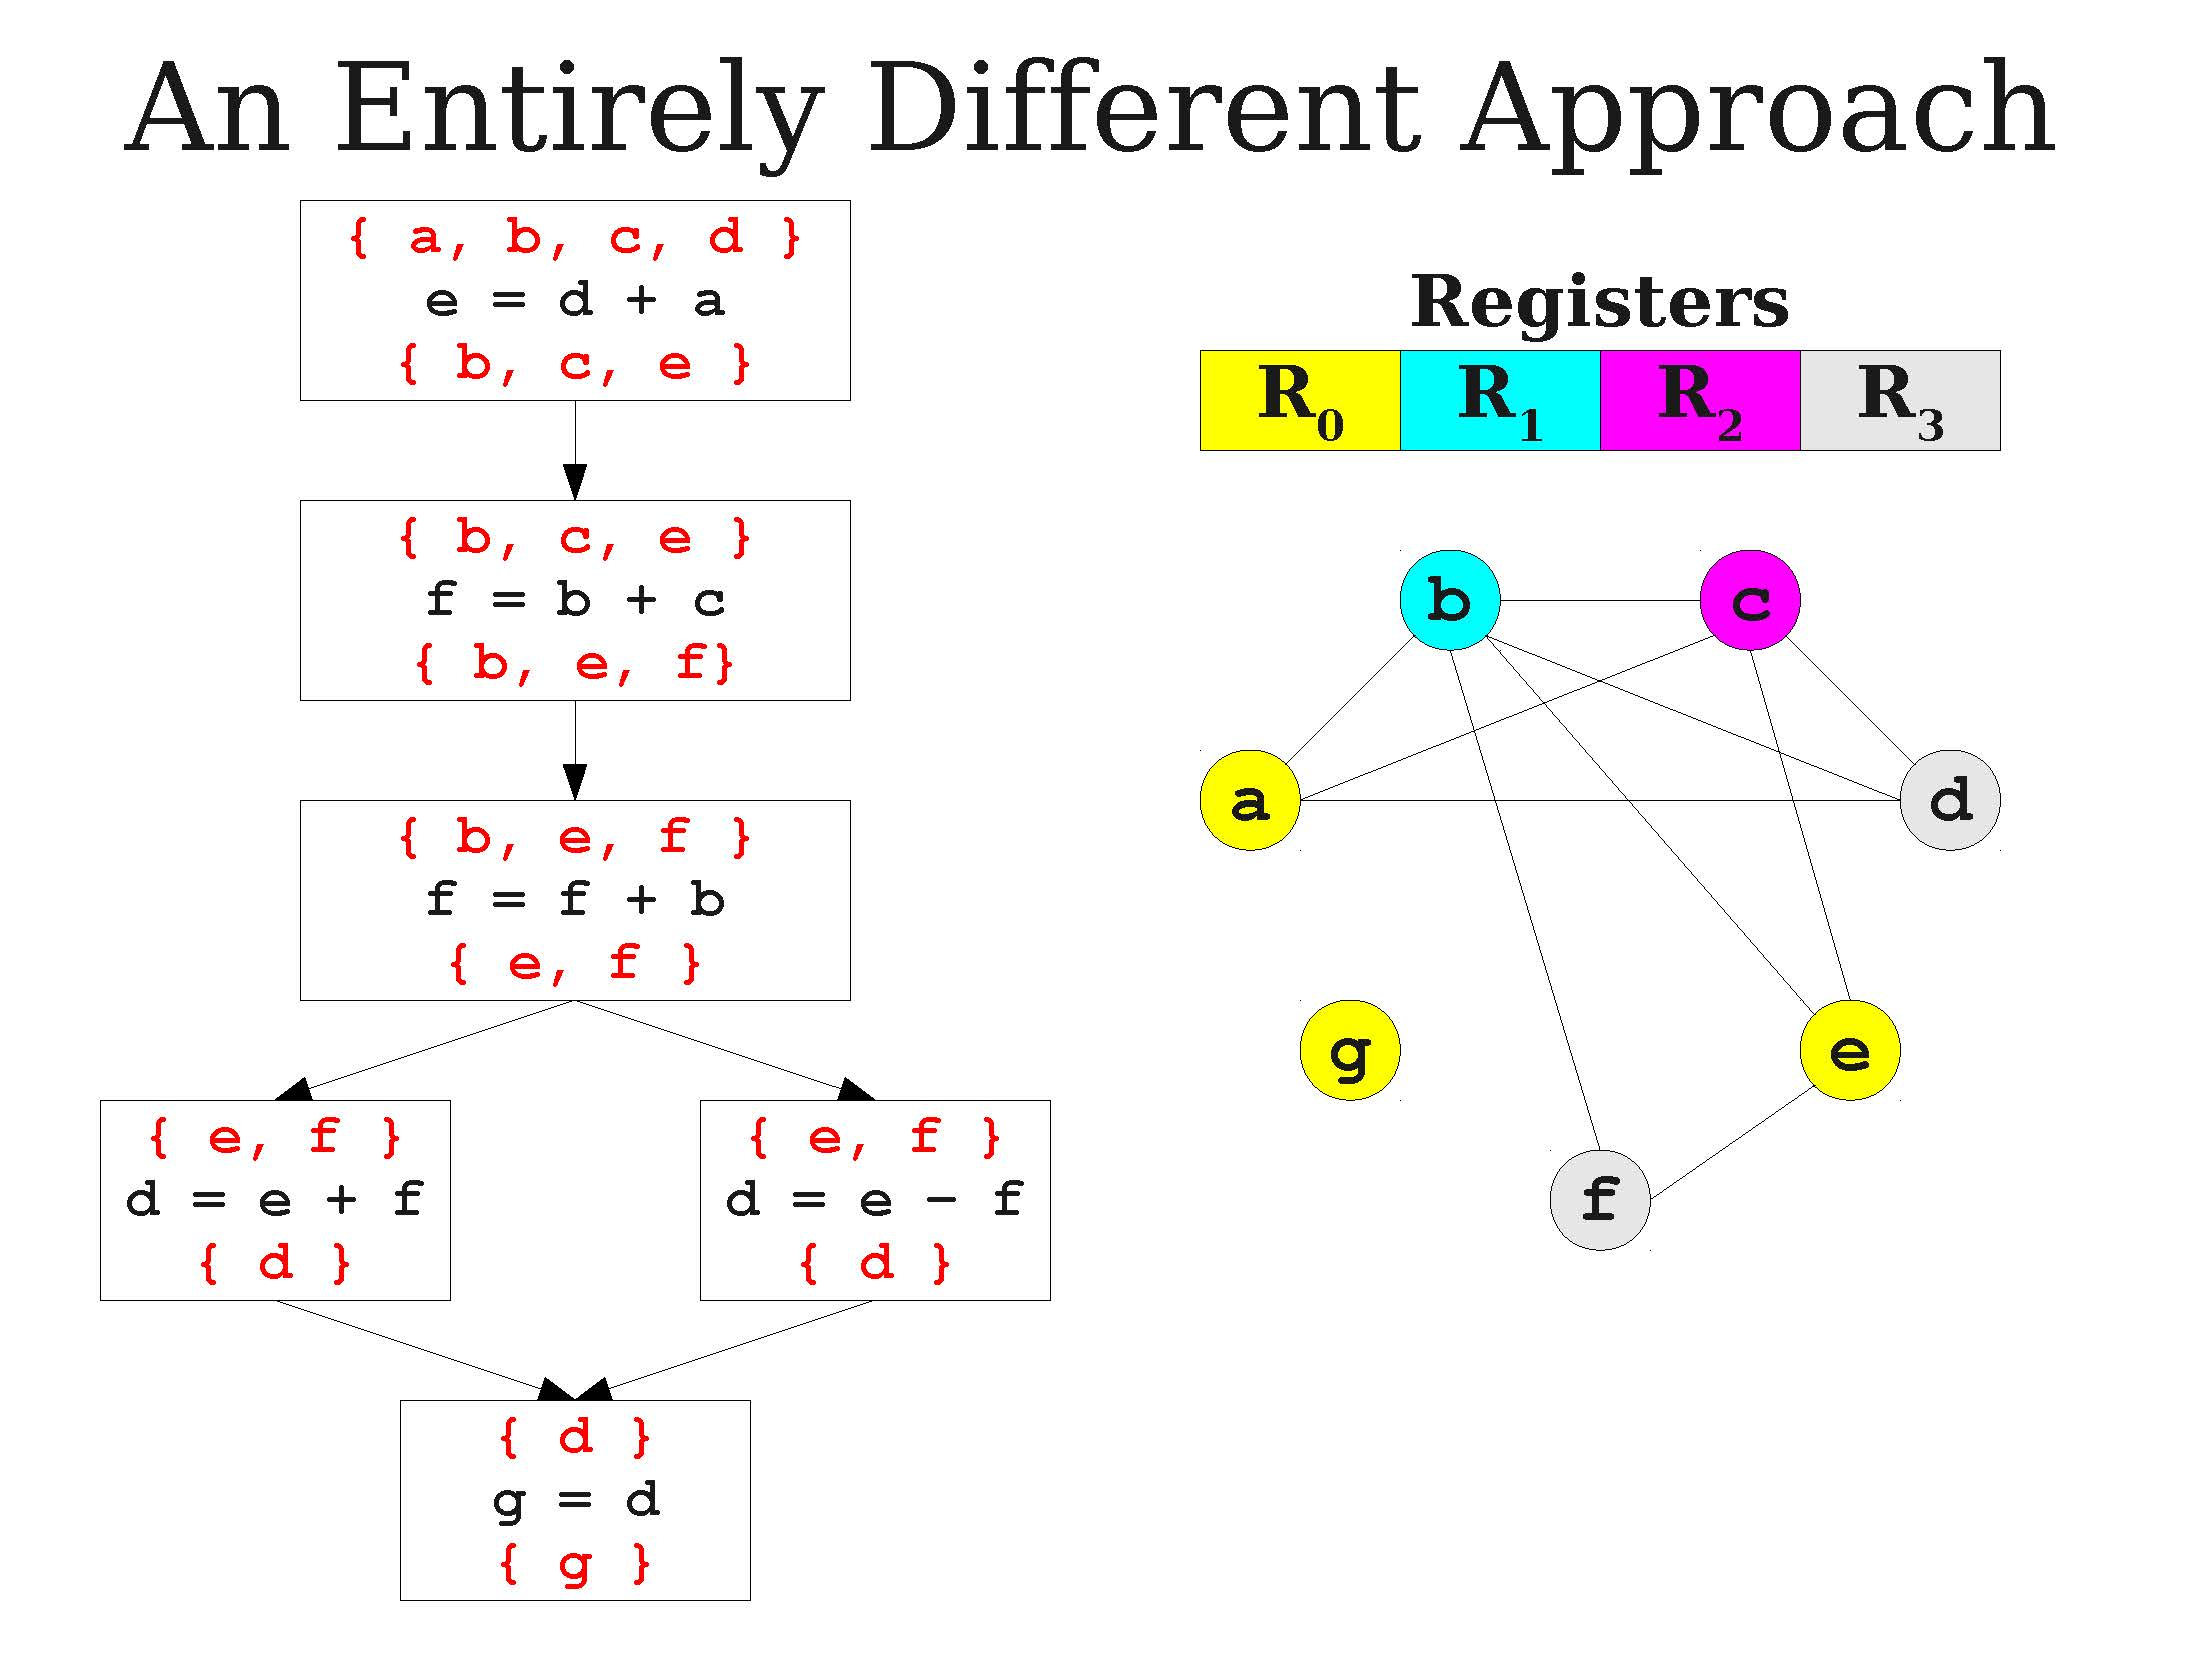 An Entirely Different Approach
{ a, b, c, d }
e = d + a
{ b, c, e }
{ b, c, e }
f = b + c
{ b, e, f}
{ b, e, f }
f = f + b
{ e, f }
{ e, f }
d = e + f
{ d }
{ e, f }
d = e − f
{ d }
{ d }
g = d
{ g }
Registers
R0 R1 R2 R3
b c
a d
g e
f